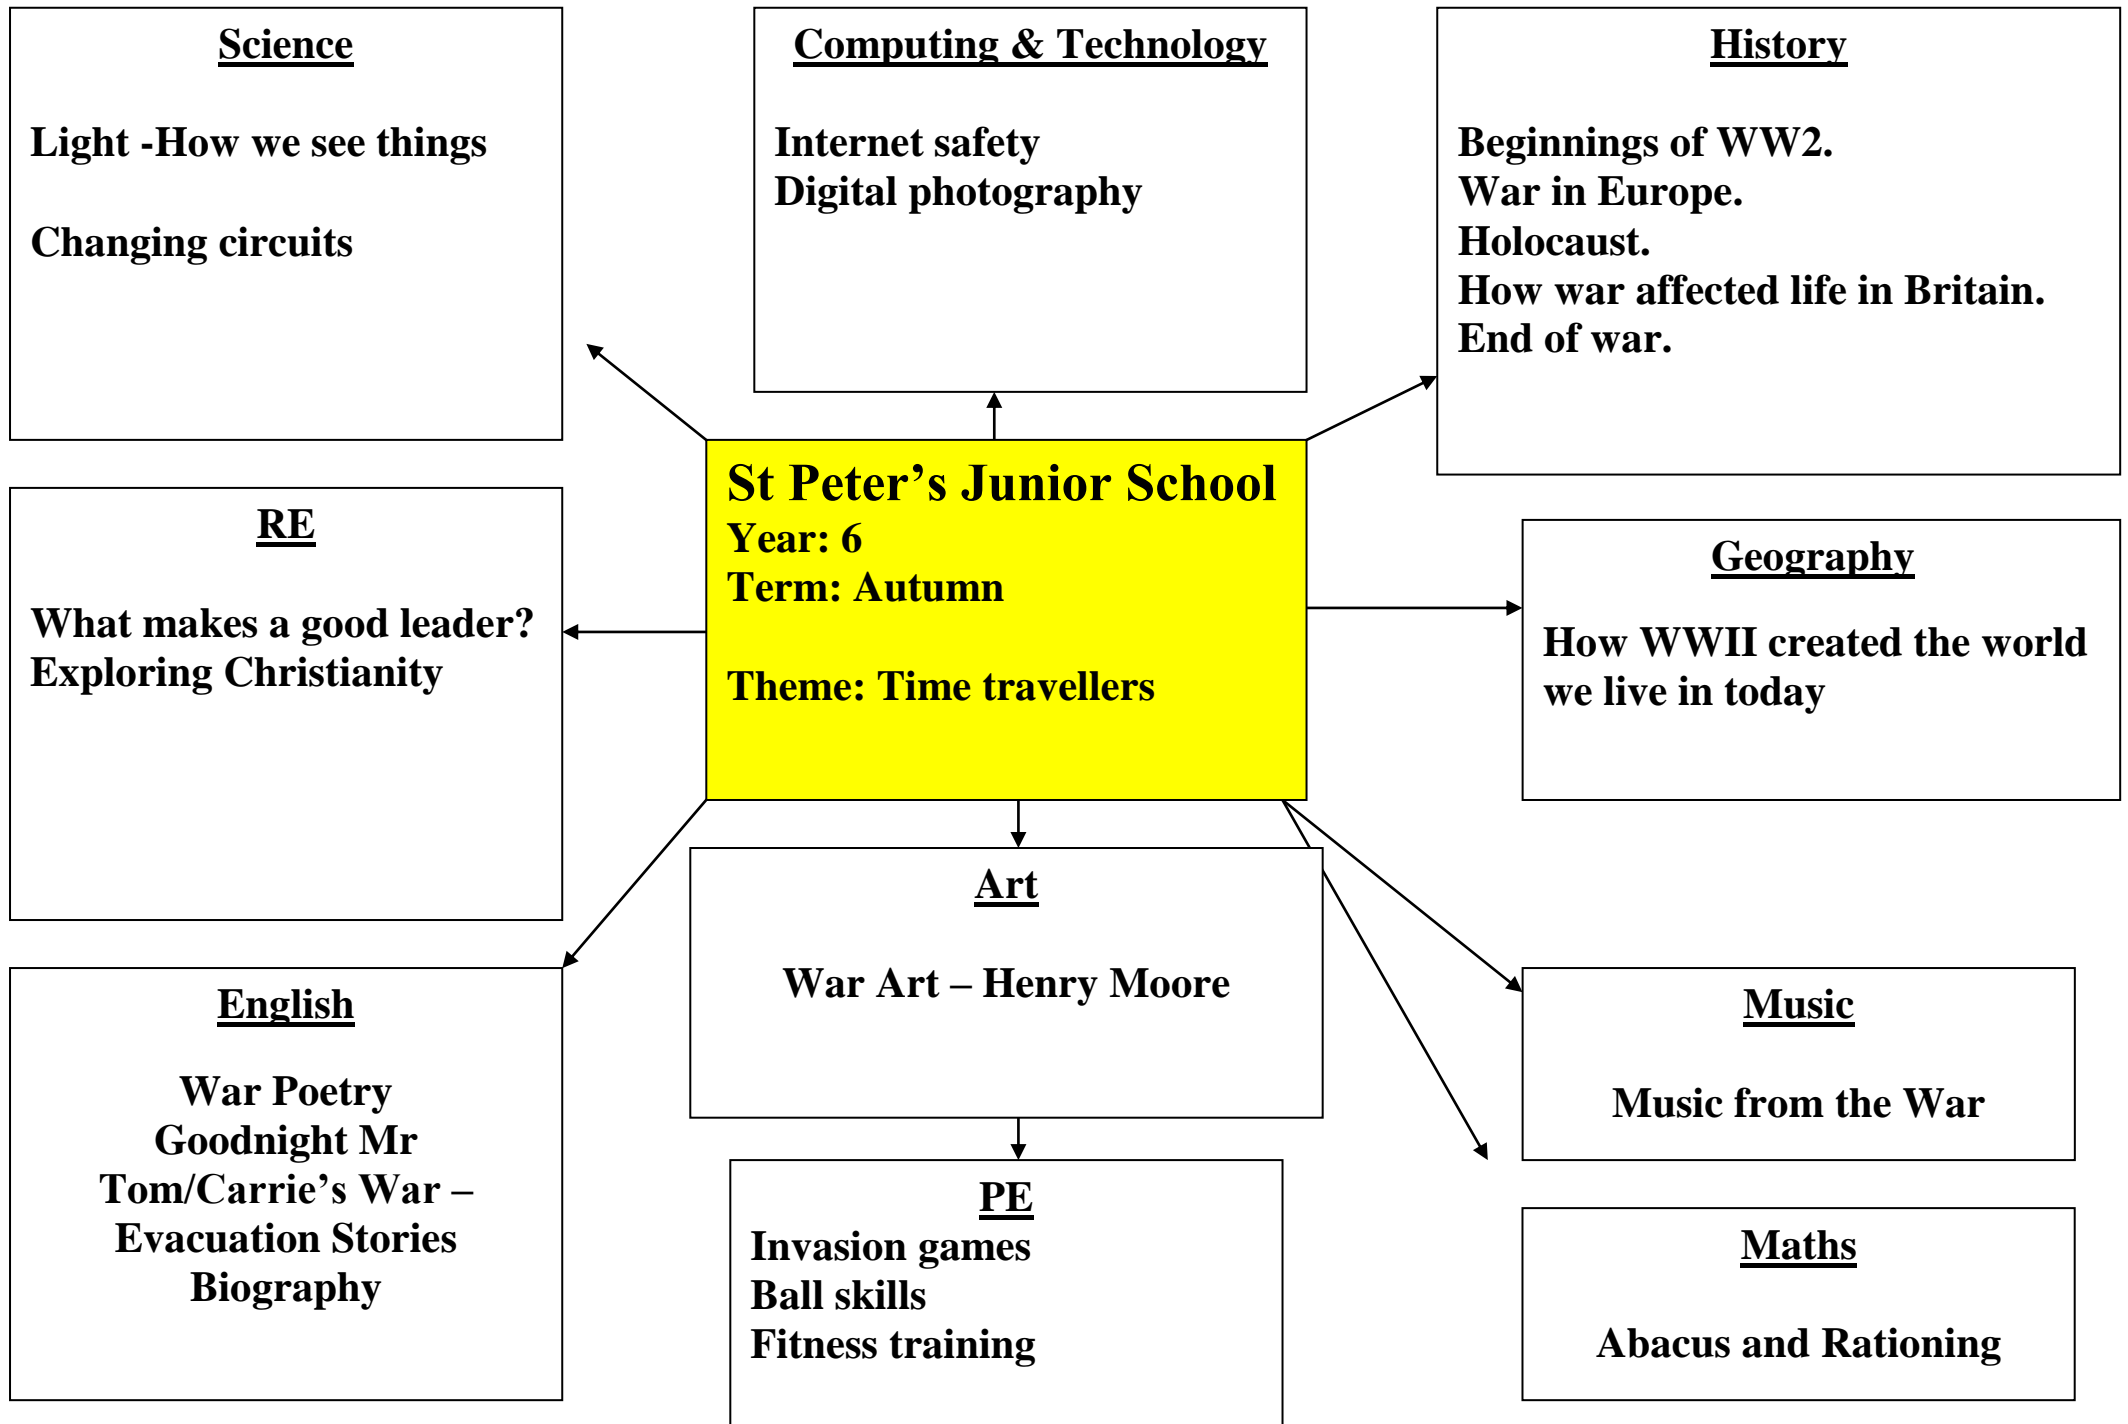 Science
Light -How we see things
Changing circuits
Computing & Technology
Internet safety
Digital photography
History
Beginnings of WW2.
War in Europe.
Holocaust.
How war affected life in Britain.
End of war.
RE
What makes a good leader?
Exploring Christianity
St Peter’s Junior School
Year: 6
Term: Autumn
Theme: Time travellers
Geography
How WWII created the world
we live in today
English
War Poetry
Goodnight Mr
Tom/Carrie’s War –
Evacuation Stories
Biography
Art
War Art – Henry Moore
Music
Music from the War
PE
Invasion games
Ball skills
Fitness training
Maths
Abacus and Rationing